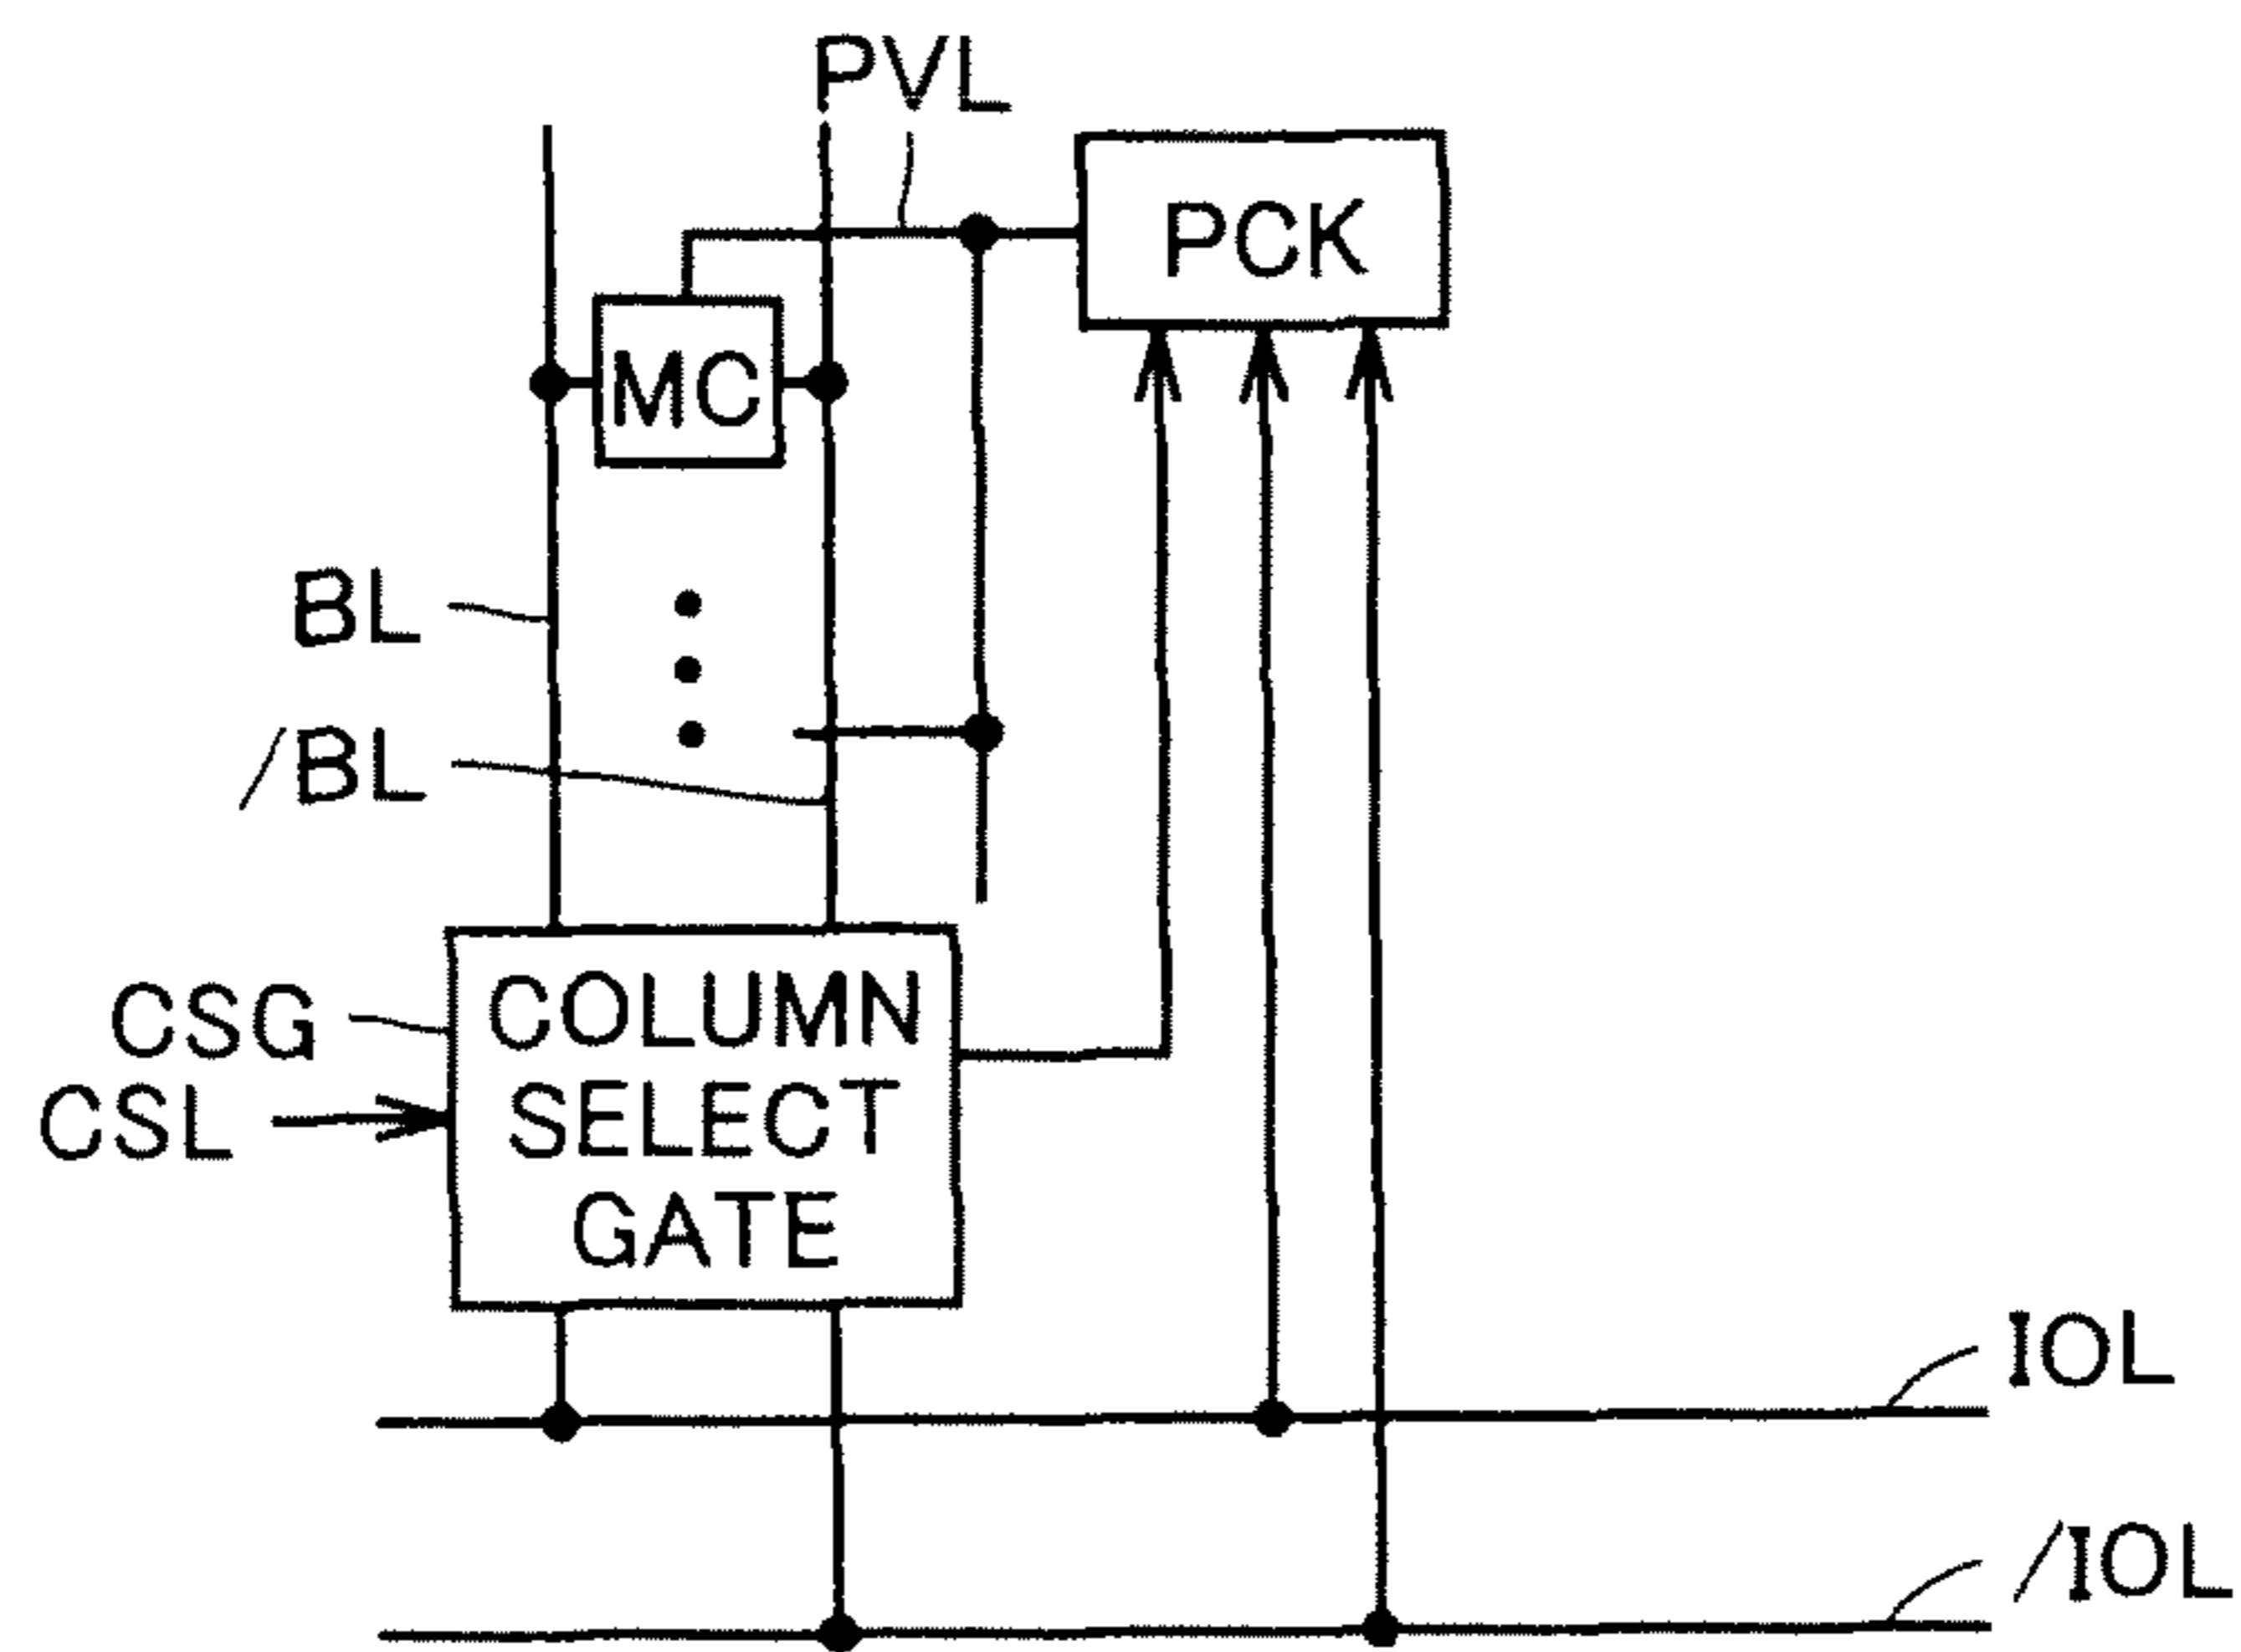 PVL
PCK
MC
BL
/BL
CSG
CSL
COLUMN
SELECT
GATE
IOL
/IOL